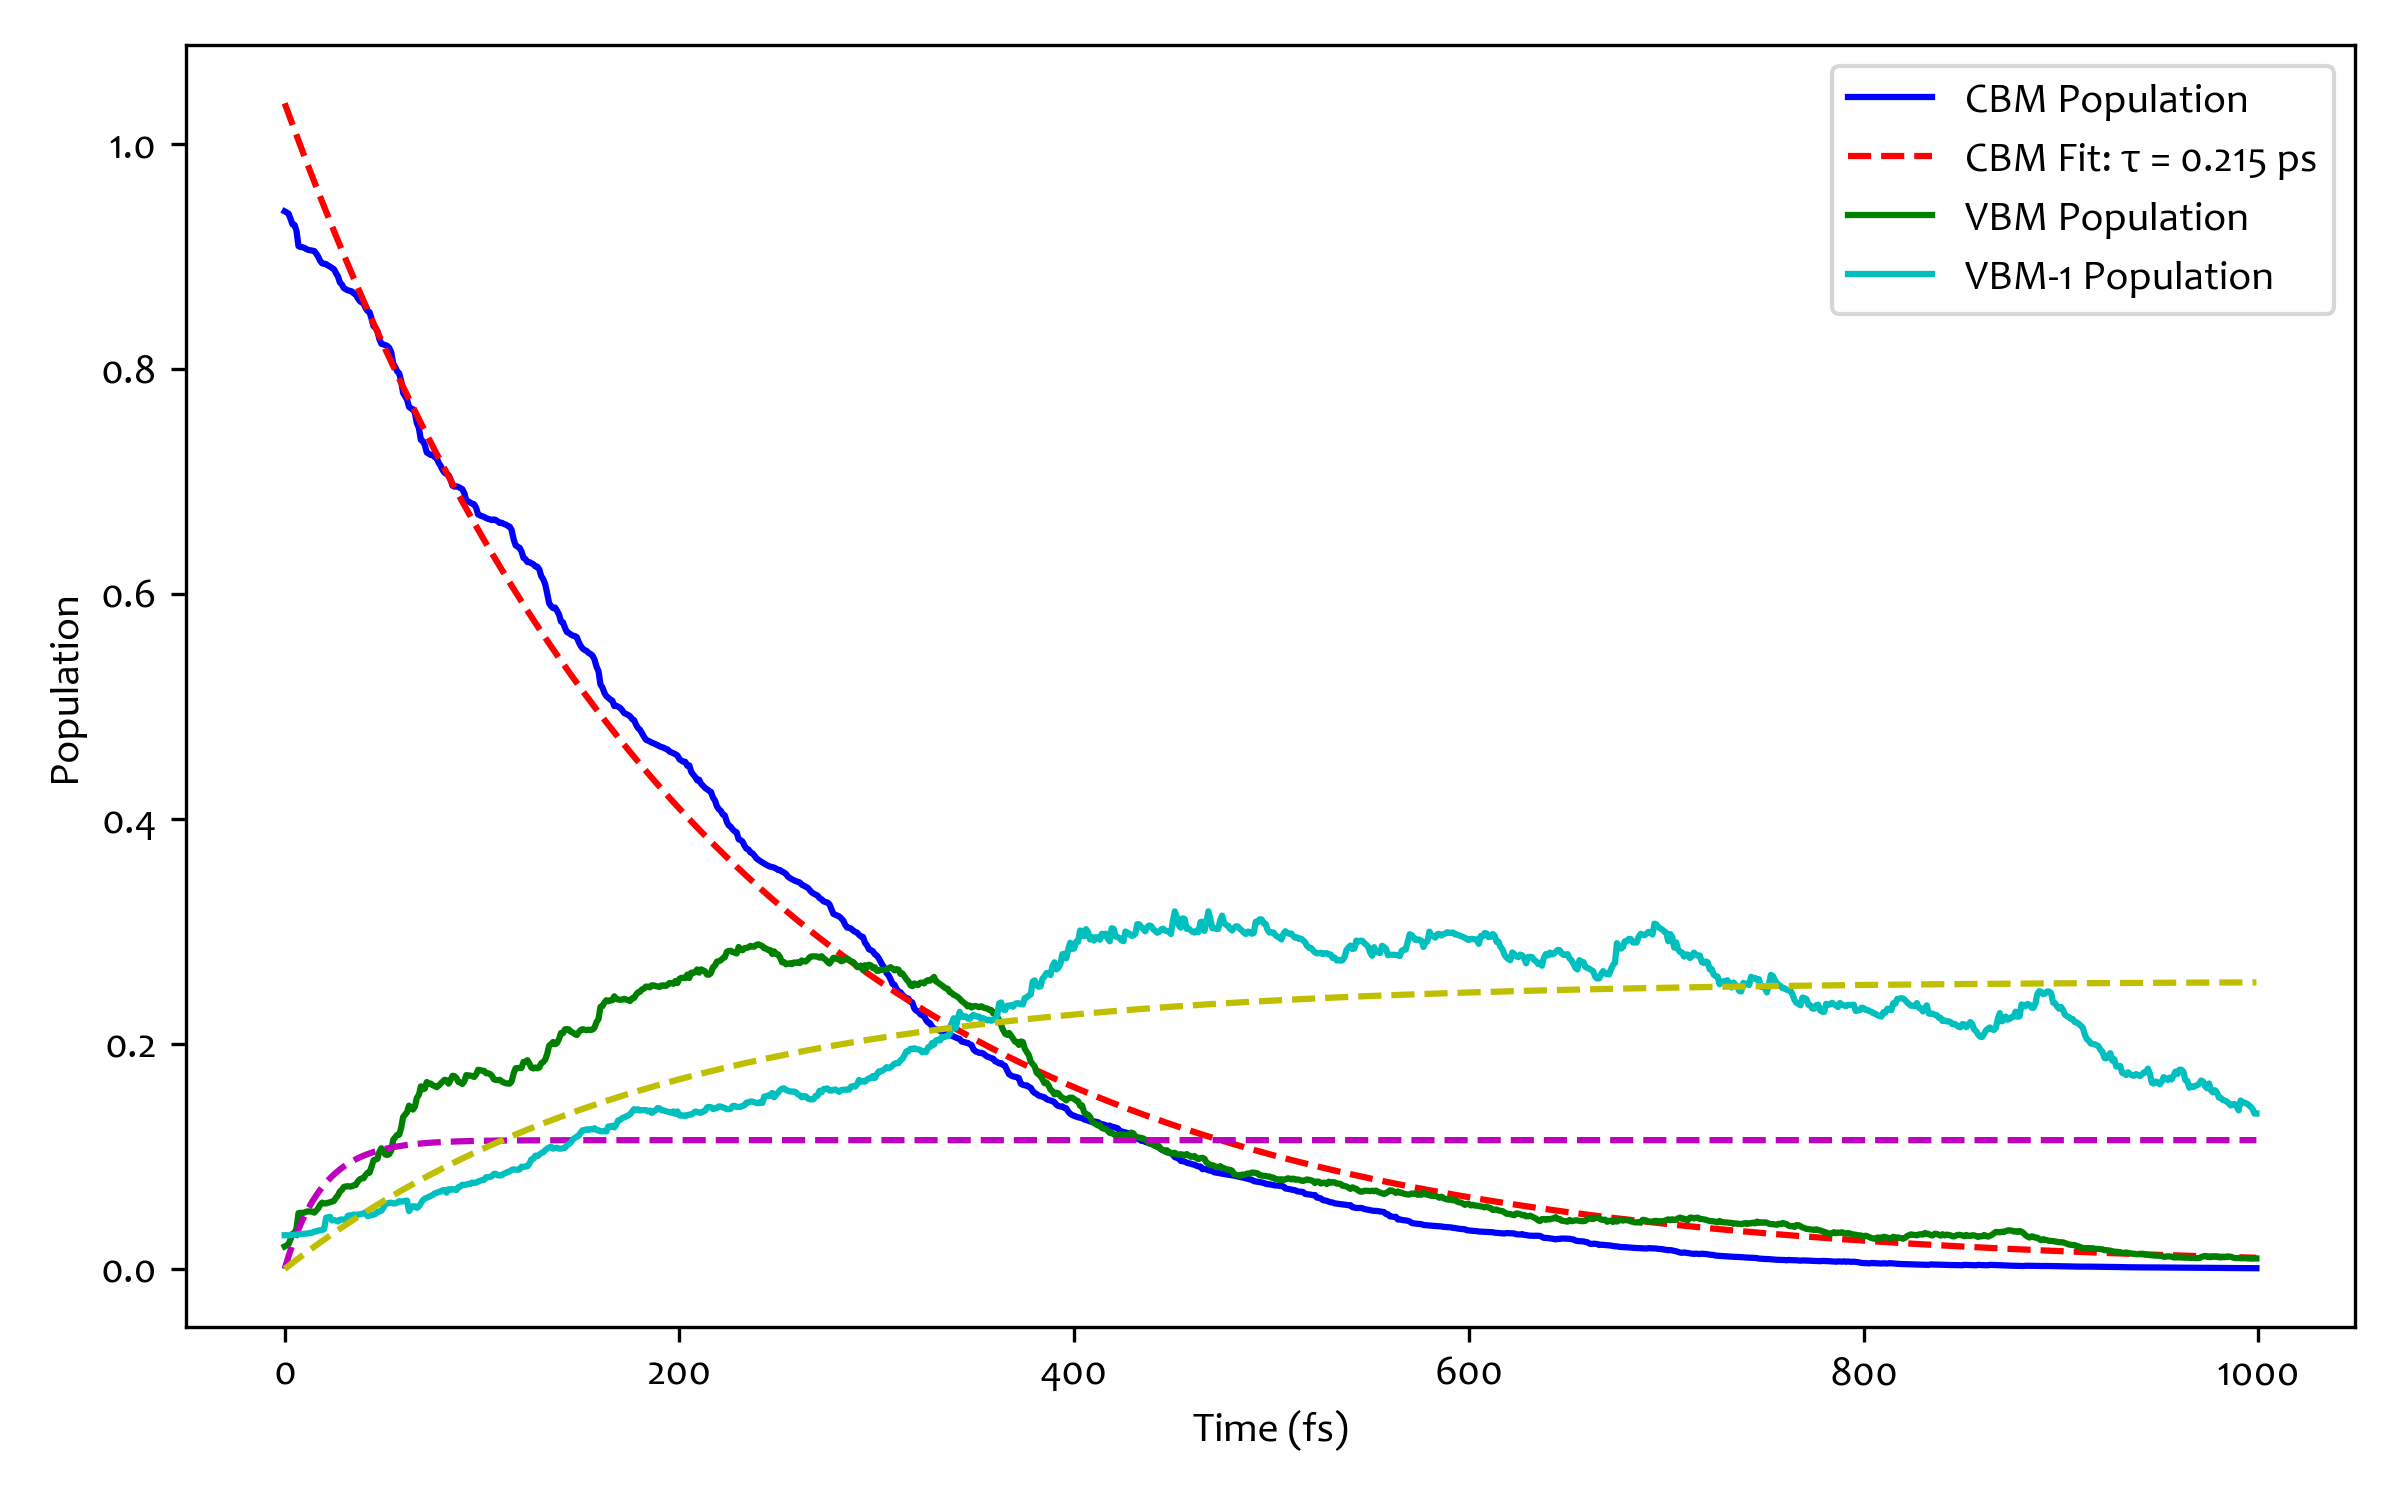 CBM Population
CBM Fit: τ = 0.215 ps
VBM Population
VBM-1 Population
1.0
0.8
0.6
0.4
0.2
0.0
Population
0 200 400 600 800 1000
Time (fs)